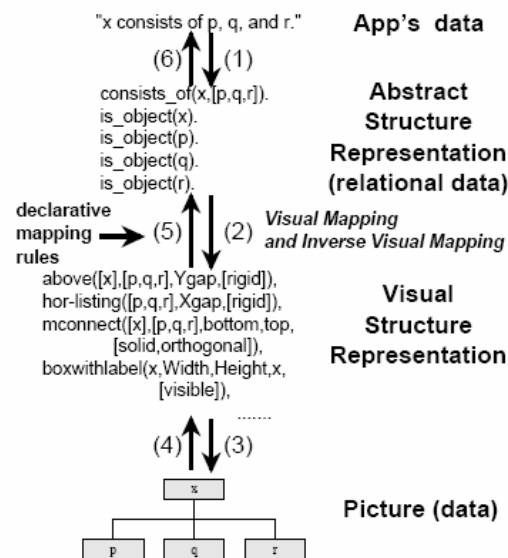 "x consists of p, q, and r."
App's data
(6)
(1)
consists_of(x,[p,q,r]).
is_object(x).
is_object(p).
is_object(q).
is_object(r).
Abstract
Structure
Representation
(relational data)
declarative
mapping
rules
(5)
(2)
Visual Mapping
and Inverse Visual Mapping
above([x],[p,q,r],Ygap,[rigid]),
hor-listing([p,q,r],Xgap,[rigid]),
mconnect([x],[p,q,r],bottom,top,
[solid,orthogonal]),
boxwithlabel(x,Width,Height,x,
[visible]),
.......
Visual
Structure
Representation
(4)
(3)
x
p
q
r
Picture (data)